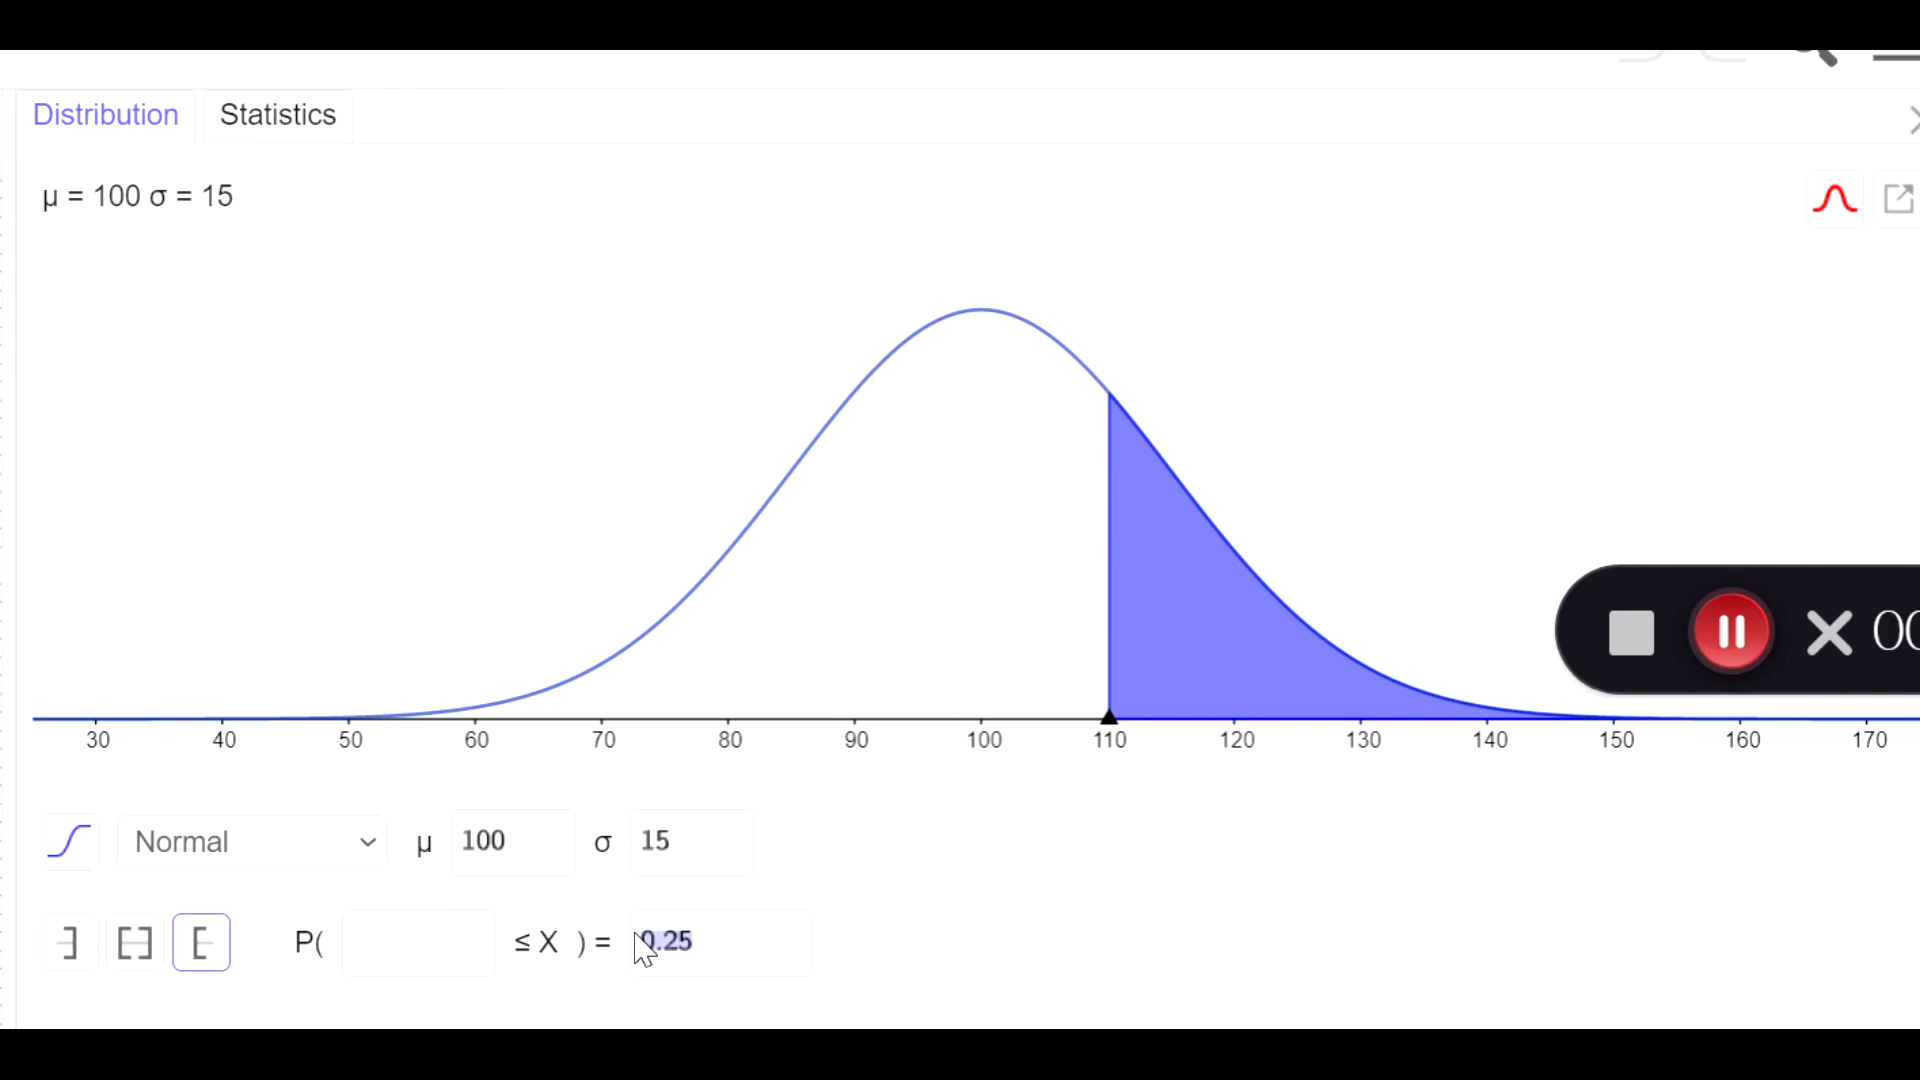 Distribution Statistics
μ = 100 σ = 15
30 40 50 60 70 80 90 100 110 120 130 140 150 160 170
Normal μ 100 σ 15
P( ≤ X ) = 0.25